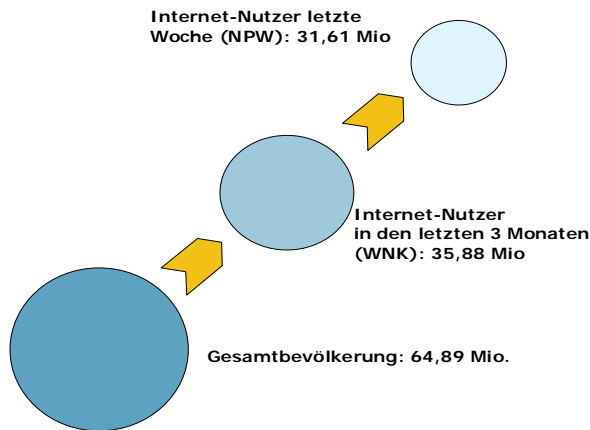 Internet-Nutzer letzte
Woche (NPW): 31,61 Mio
Internet-Nutzer
in den letzten 3 Monaten
(WNK): 35,88 Mio
Gesamtbevölkerung: 64,89 Mio.